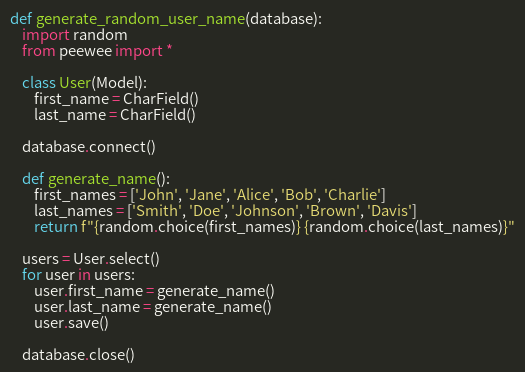 def generate_random_user_name(database):
    import random
    from peewee import *

    class User(Model):
        first_name = CharField()
        last_name = CharField()

    database.connect()

    def generate_name():
        first_names = ['John', 'Jane', 'Alice', 'Bob', 'Charlie']
        last_names = ['Smith', 'Doe', 'Johnson', 'Brown', 'Davis']
        return f"{random.choice(first_names)} {random.choice(last_names)}"

    users = User.select()
    for user in users:
        user.first_name = generate_name()
        user.last_name = generate_name()
        user.save()

    database.close()